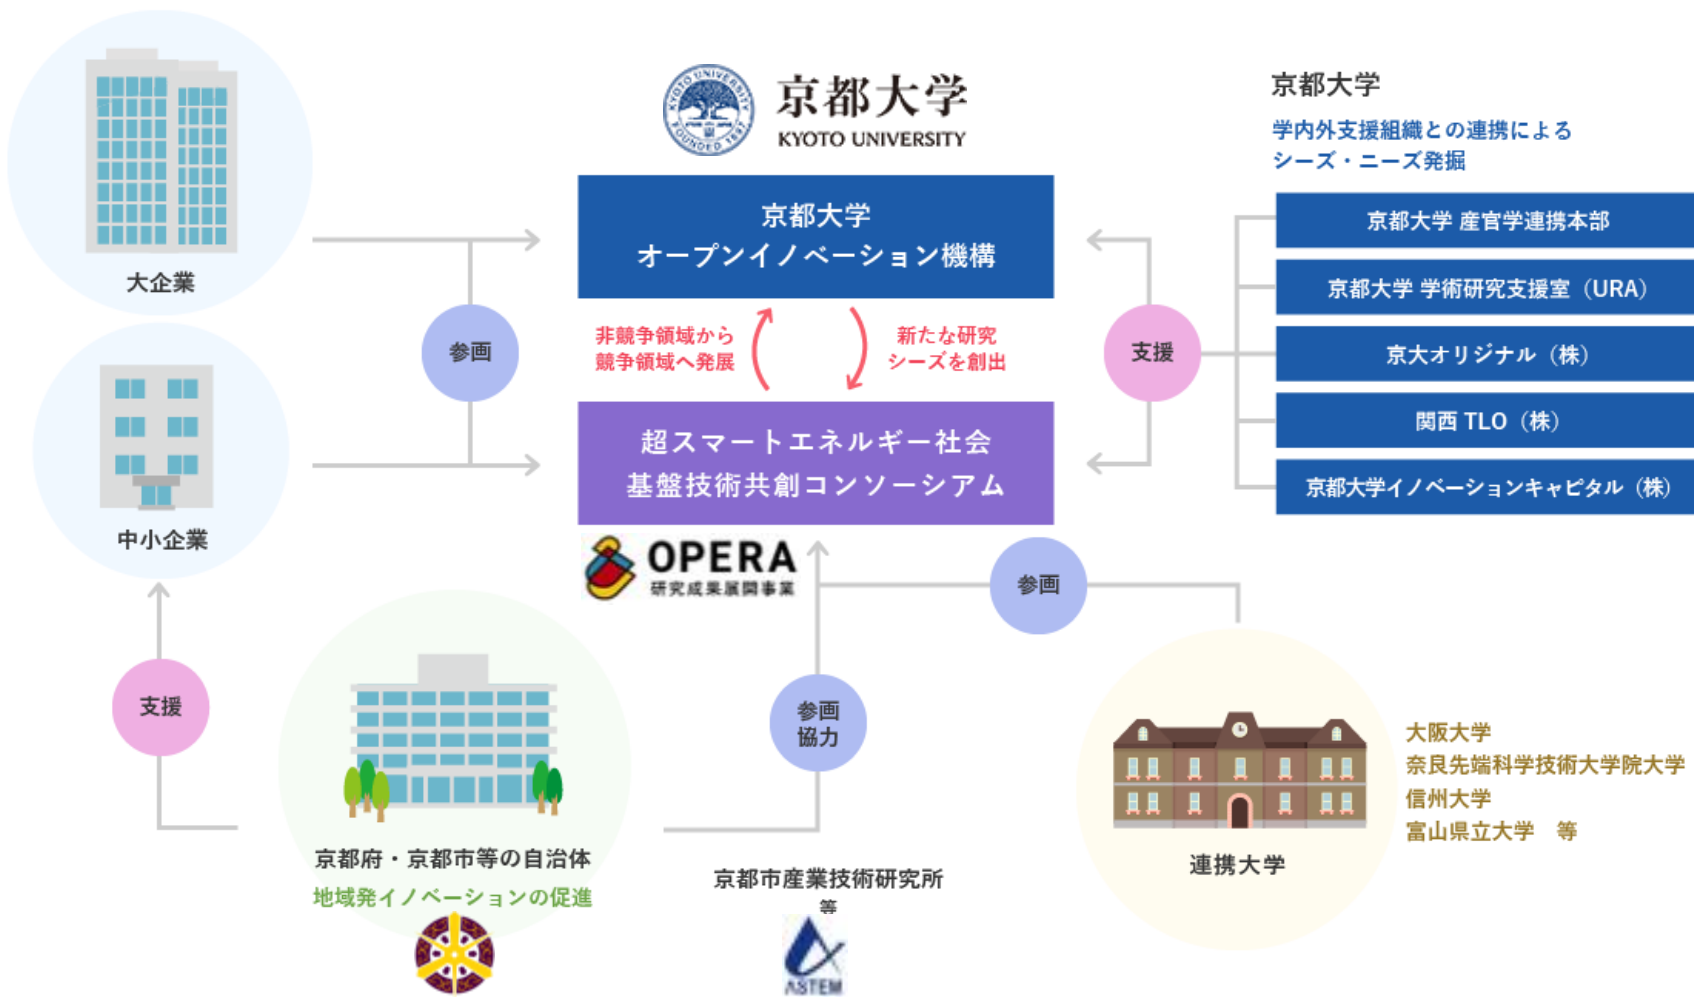 大企業
中小企業
支援
参画
京都大学
KYOTO UNIVERSITY
KYOTO UNIVERSITY
FOUNDED 1897
京都大学
オープンイノベーション機構
非競争領域から
競争領域へ発展
新たな研究
シーズを創出
超スマートエネルギー社会
基盤技術共創コンソーシアム
OPERA
研究成果展開事業
支援
京都大学
学内外支援組織との連携による
シーズ・ニーズ発掘
京都大学 産官学連携本部
京都大学 学術研究支援室（URA）
京大オリジナル（株）
関西 TLO（株）
京都大学イノベーションキャピタル（株）
参画
参画
協力
京都府・京都市等の自治体
地域発イノベーションの促進
京都市産業技術研究所
等
ASTEM
連携大学
大阪大学
奈良先端科学技術大学院大学
信州大学
富山県立大学　等